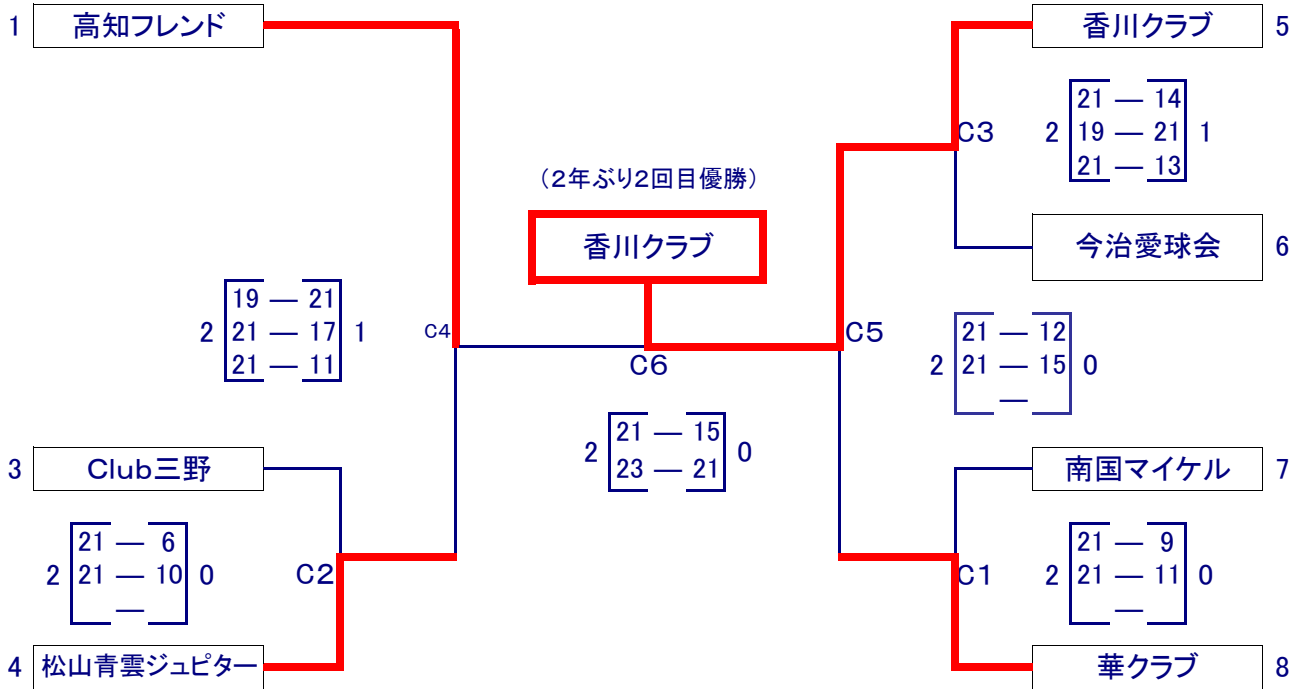 1 高知フレンド
香川クラブ 5
21 — 14
C3 2 19 — 21 1
21 — 13
(2年ぶり2回目優勝)
香川クラブ
今治愛球会 6
19 — 21
2 21 — 17 1
21 — 11
C4
C6
C5
21 — 12
2 21 — 15 0
—
21 — 15
2 0
23 — 21
3 Club三野
南国マイケル 7
21 — 6
2 21 — 10 0
—
C2
C1
21 — 9
2 21 — 11 0
—
4 松山青雲ジュピター
華クラブ 8